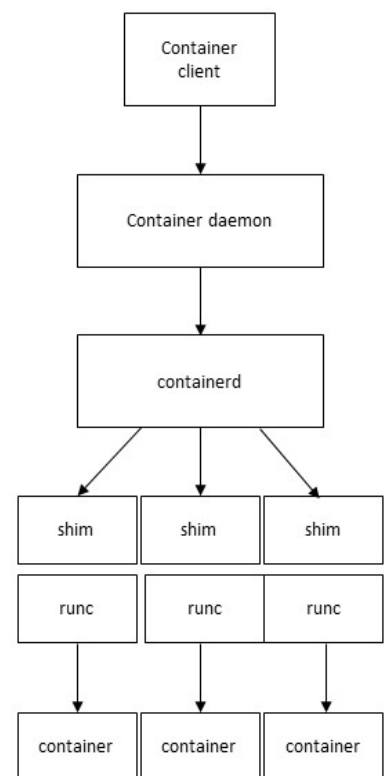 Container
client
Container daemon
containerd
shim shim shim
runc runc runc
container container container